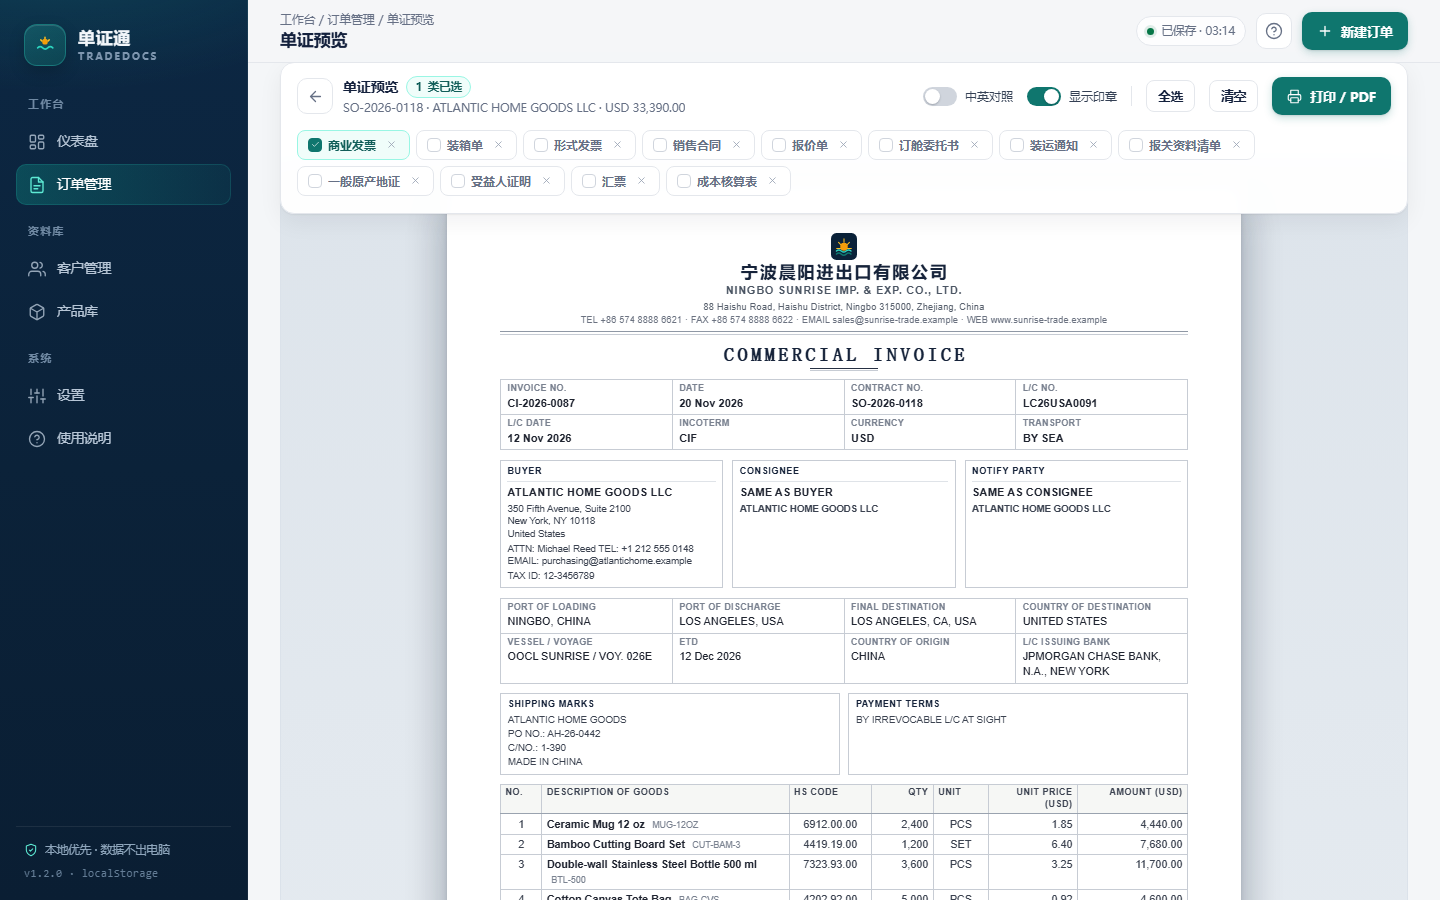 单证通
TRADEDOCS
工作台
仪表盘
订单管理
资料库
客户管理
产品库
系统
设置
使用说明
本地优先 · 数据不出电脑
v1.2.0 · localStorage
工作台 / 订单管理 / 单证预览
单证预览
已保存 · 03:14
新建订单
单证预览 1 类已选
SO-2026-0118 · ATLANTIC HOME GOODS LLC · USD 33,390.00
中英对照 显示印章 全选 清空 打印 / PDF
商业发票 装箱单 形式发票 销售合同 报价单 订舱委托书 装运通知 报关资料清单
一般原产地证 受益人证明 汇票 成本核算表
宁波晨阳进出口有限公司
NINGBO SUNRISE IMP. & EXP. CO., LTD.
88 Haishu Road, Haishu District, Ningbo 315000, Zhejiang, China
TEL +86 574 8888 6621 · FAX +86 574 8888 6622 · EMAIL sales@sunrise-trade.example · WEB www.sunrise-trade.example
COMMERCIAL INVOICE
INVOICE NO. DATE CONTRACT NO. L/C NO.
CI-2026-0087 20 Nov 2026 SO-2026-0118 LC26USA0091
L/C DATE INCOTERM CURRENCY TRANSPORT
12 Nov 2026 CIF USD BY SEA
BUYER
ATLANTIC HOME GOODS LLC
350 Fifth Avenue, Suite 2100
New York, NY 10118
United States
ATTN: Michael Reed TEL: +1 212 555 0148
EMAIL: purchasing@atlantichome.example
TAX ID: 12-3456789
CONSIGNEE
SAME AS BUYER
ATLANTIC HOME GOODS LLC
NOTIFY PARTY
SAME AS CONSIGNEE
ATLANTIC HOME GOODS LLC
PORT OF LOADING PORT OF DISCHARGE FINAL DESTINATION COUNTRY OF DESTINATION
NINGBO, CHINA LOS ANGELES, USA LOS ANGELES, CA, USA UNITED STATES
VESSEL / VOYAGE ETD COUNTRY OF ORIGIN L/C ISSUING BANK
OOCL SUNRISE / VOY. 026E 12 Dec 2026 CHINA JPMORGAN CHASE BANK,
N.A., NEW YORK
SHIPPING MARKS
ATLANTIC HOME GOODS
PO NO.: AH-26-0442
C/NO.: 1-390
MADE IN CHINA
PAYMENT TERMS
BY IRREVOCABLE L/C AT SIGHT
NO. DESCRIPTION OF GOODS HS CODE QTY UNIT UNIT PRICE (USD) AMOUNT (USD)
1 Ceramic Mug 12 oz MUG-12OZ 6912.00.00 2,400 PCS 1.85 4,440.00
2 Bamboo Cutting Board Set CUT-BAM-3 4419.19.00 1,200 SET 6.40 7,680.00
3 Double-wall Stainless Steel Bottle 500 ml 7323.93.00 3,600 PCS 3.25 11,700.00
BTL-500
4 Cotton Canvas Tote Bag BAG-CVS 4202.92.00 5,000 PCS 0.92 4,600.00